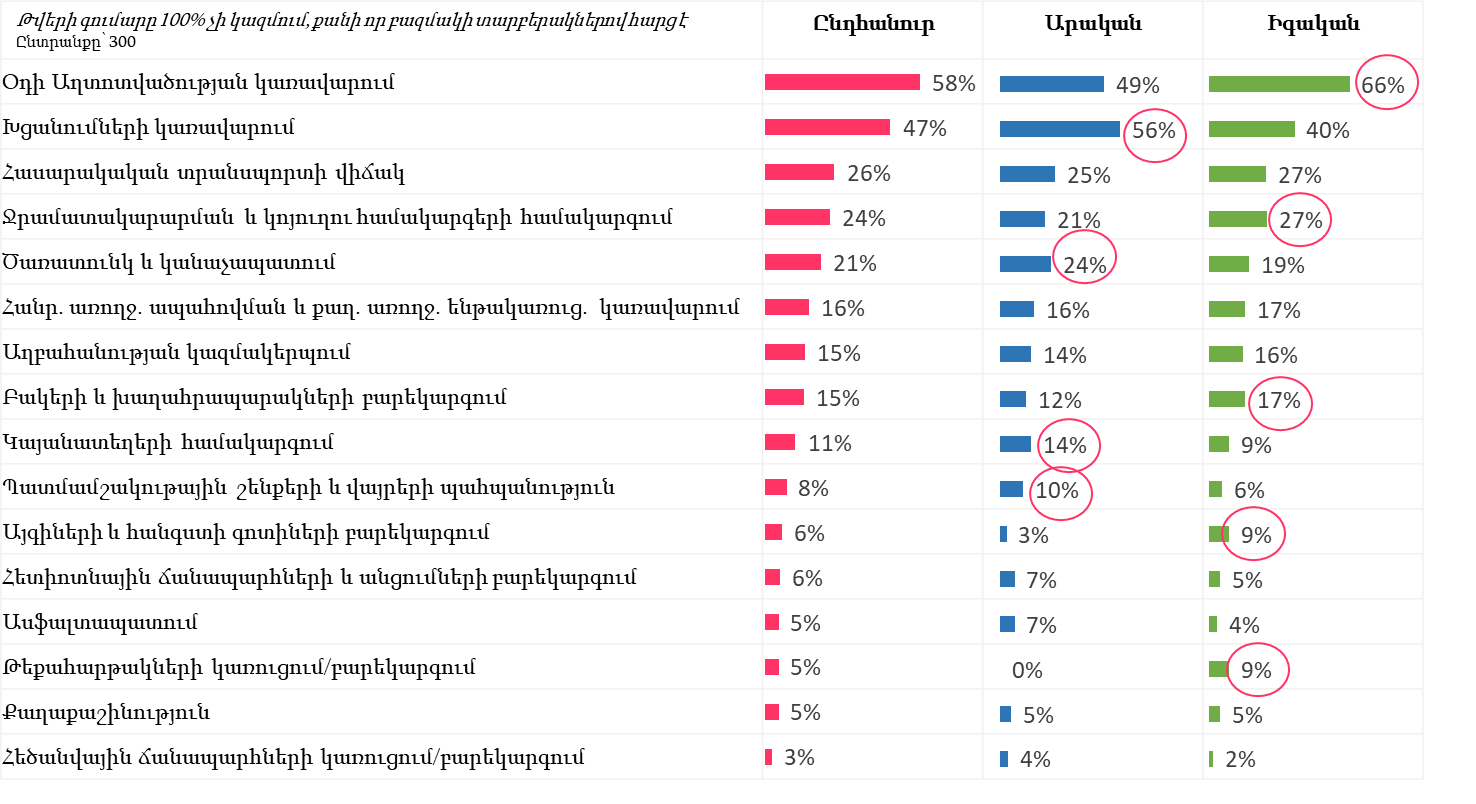 Թվերի գումարը 100% չի կազմում, քանի որ բազմակի տարբերակներով հարց է
Ընտրանքը՝ 300
Ընդհանուր Արական Իգական
Օդի Աղտոտվածության կառավարում 58% 49% 66%
Խցանումների կառավարում 47% 56% 40%
Հասարակական տրանսպորտի վիճակ 26% 25% 27%
Ջրամատակարարման և կոյուղու համակարգերի համակարգում 24% 21% 27%
Ծառատունկ և կանաչապատում 21% 24% 19%
Հանր. առողջ. ապահովման և քաղ. առողջ. ենթակառուց. կառավարում 16% 16% 17%
Աղբահանության կազմակերպում 15% 14% 16%
Բակերի և խաղահրապարակների բարեկարգում 15% 12% 17%
Կայանատեղերի համակարգում 11% 14% 9%
Պատմամշակութային շենքերի և վայրերի պահպանություն 8% 10% 6%
Այգիների և հանգստի գոտիների բարեկարգում 6% 3% 9%
Հետիոտնային ճանապարհների և անցումների բարեկարգում 6% 7% 5%
Ասֆալտապատում 5% 7% 4%
Թեքահարթակների կառուցում/բարեկարգում 5% 0% 9%
Քաղաքաշինություն 5% 5% 5%
Հեծանվային ճանապարհների կառուցում/բարեկարգում 3% 4% 2%